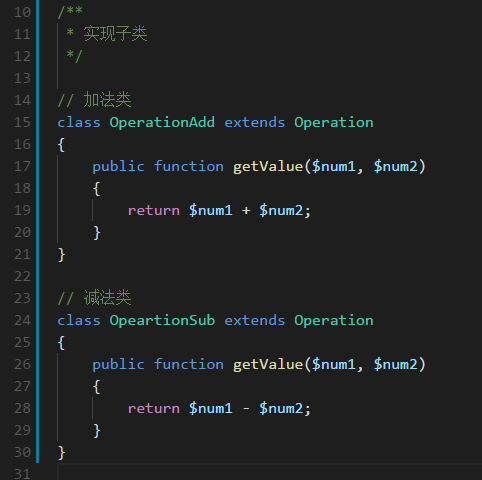 10 /**
11  * 实现子类
12  */
13
14 // 加法类
15 class OperationAdd extends Operation
16 {
17     public function getValue($num1, $num2)
18     {
19         return $num1 + $num2;
20     }
21 }
22
23 // 减法类
24 class OpeartionSub extends Operation
25 {
26     public function getValue($num1, $num2)
27     {
28         return $num1 - $num2;
29     }
30 }
31